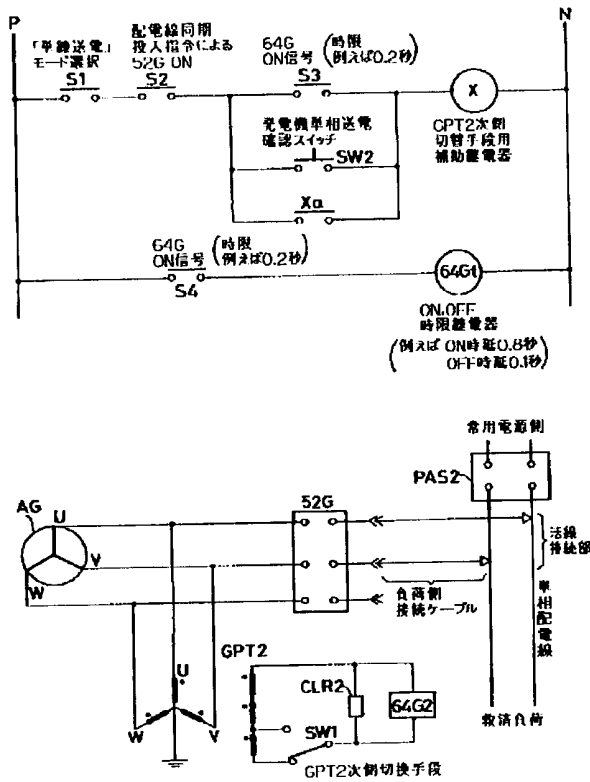 P
N
「単線送電」
モード選択
S1
配電線同期
投入指令による
52G ON
S2
64G
ON信号
(時限
例えば0.2秒)
S3
X
GPT2次側
切替手段用
補助継電器
発電機単相送電
確認スイッチ
SW2
Xa
64G
ON信号
(時限
例えば0.2秒)
S4
64Gt
ON,OFF
時限継電器
(例えば ON時延0.8秒
OFF時延0.1秒)
常用電源側
PAS2
52G
AG
U
V
W
活線
接続部
負荷側
接続ケーブル
単相配電線
U
GPT2
CLR2
64G2
SW1
W
V
救済負荷
GPT2次側切換手段